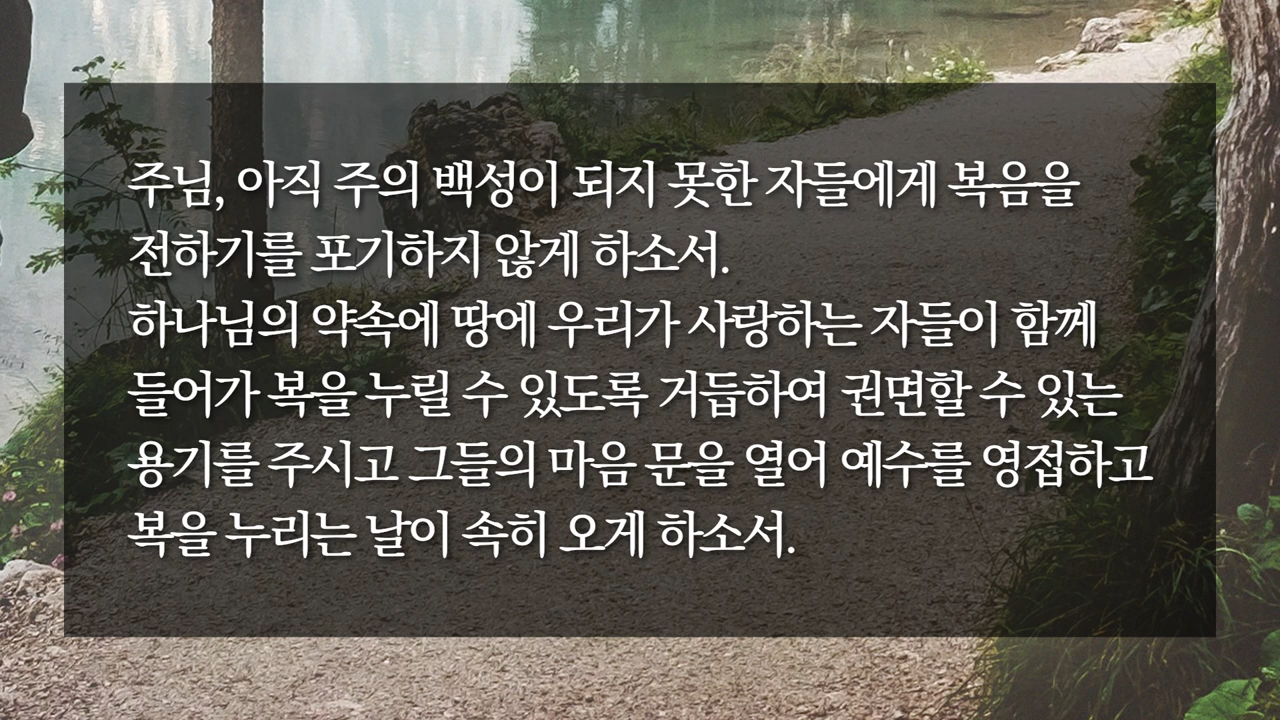 주님, 아직 주의 백성이 되지 못한 자들에게 복음을
전하기를 포기하지 않게 하소서.
하나님의 약속에 땅에 우리가 사랑하는 자들이 함께
들어가 복을 누릴 수 있도록 거듭하여 권면할 수 있는
용기를 주시고 그들의 마음 문을 열어 예수를 영접하고
복을 누리는 날이 속히 오게 하소서.